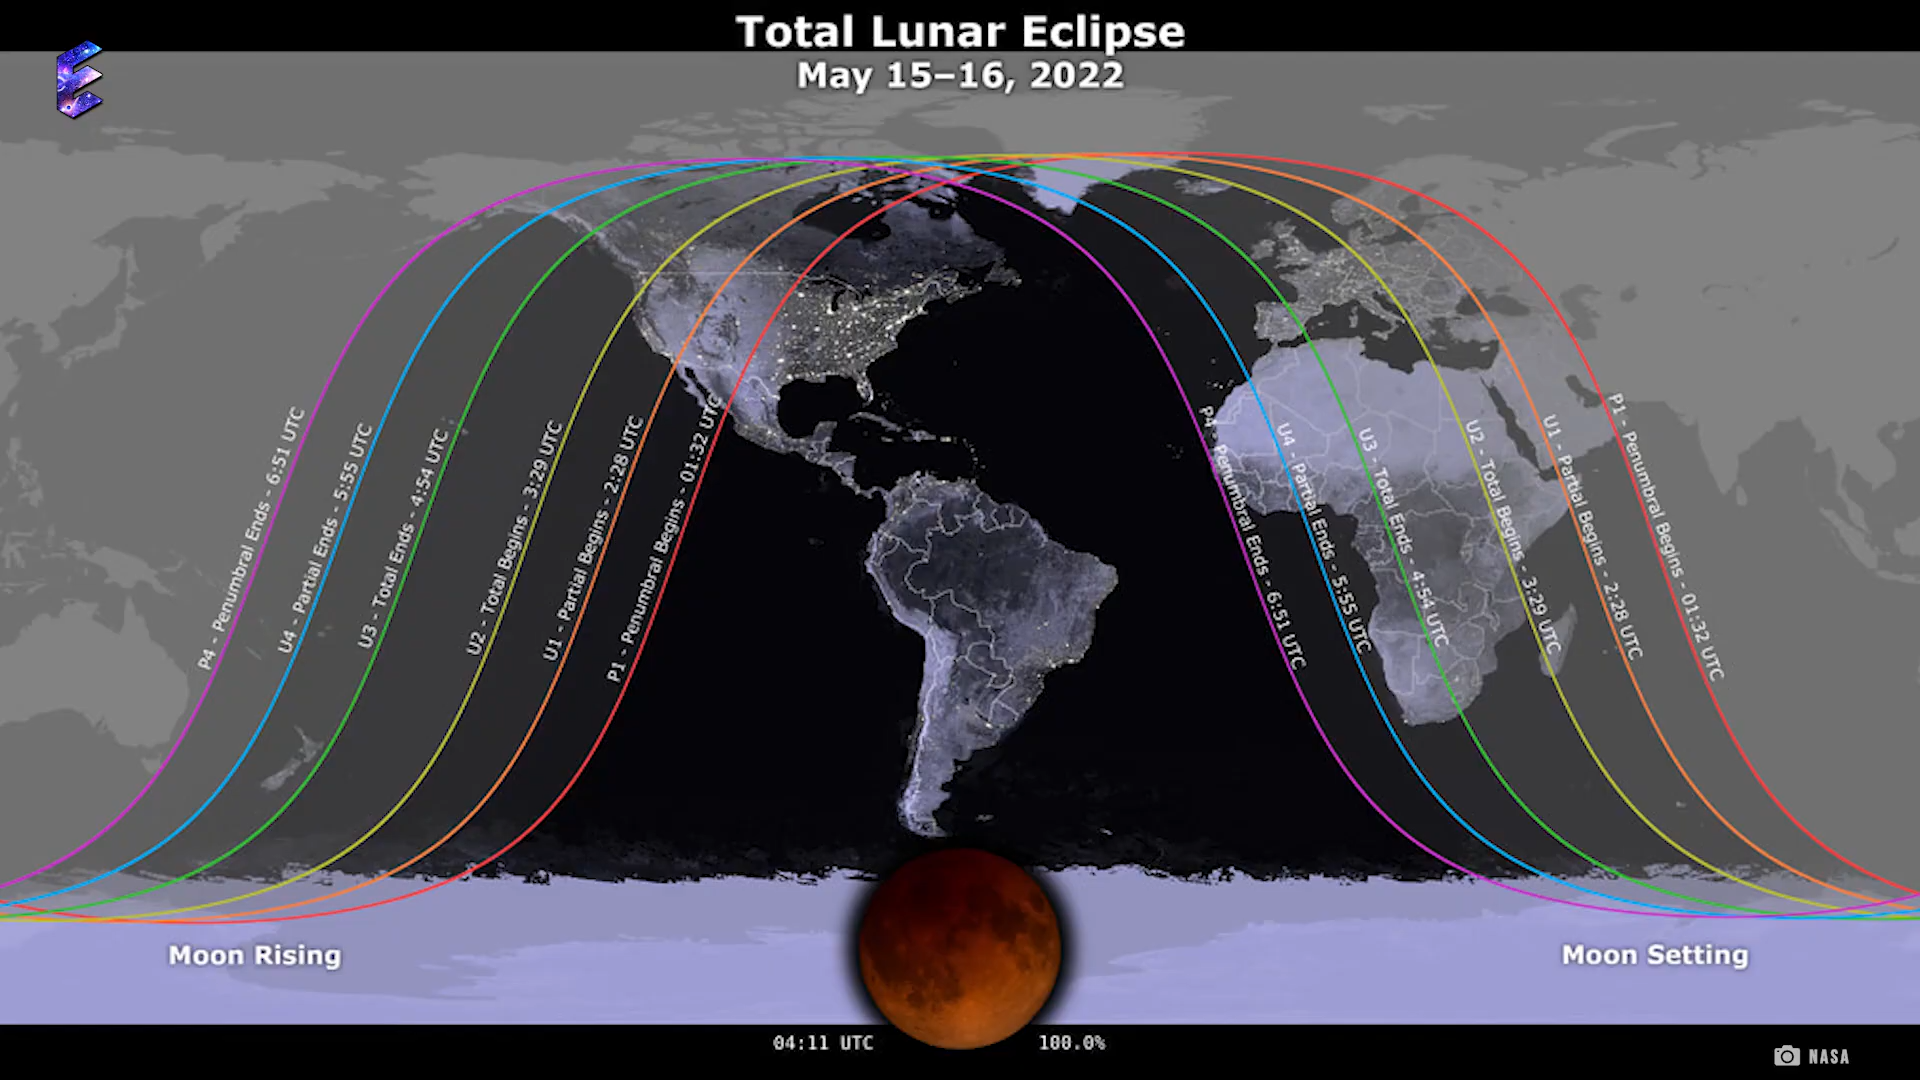 Total Lunar Eclipse
May 15–16, 2022
E
P4 - Penumbral Ends - 6:51 UTC
U4 - Partial Ends - 5:55 UTC
U3 - Total Ends - 4:54 UTC
U2 - Total Begins - 3:29 UTC
U1 - Partial Begins - 2:28 UTC
P1 - Penumbral Begins - 01:32 UTC
P4 - Penumbral Ends - 6:51 UTC
U4 - Partial Ends - 5:55 UTC
U3 - Total Ends - 4:54 UTC
U2 - Total Begins - 3:29 UTC
U1 - Partial Begins - 2:28 UTC
P1 - Penumbral Begins - 01:32 UTC
Moon Rising
Moon Setting
04:11 UTC
100.0%
NASA